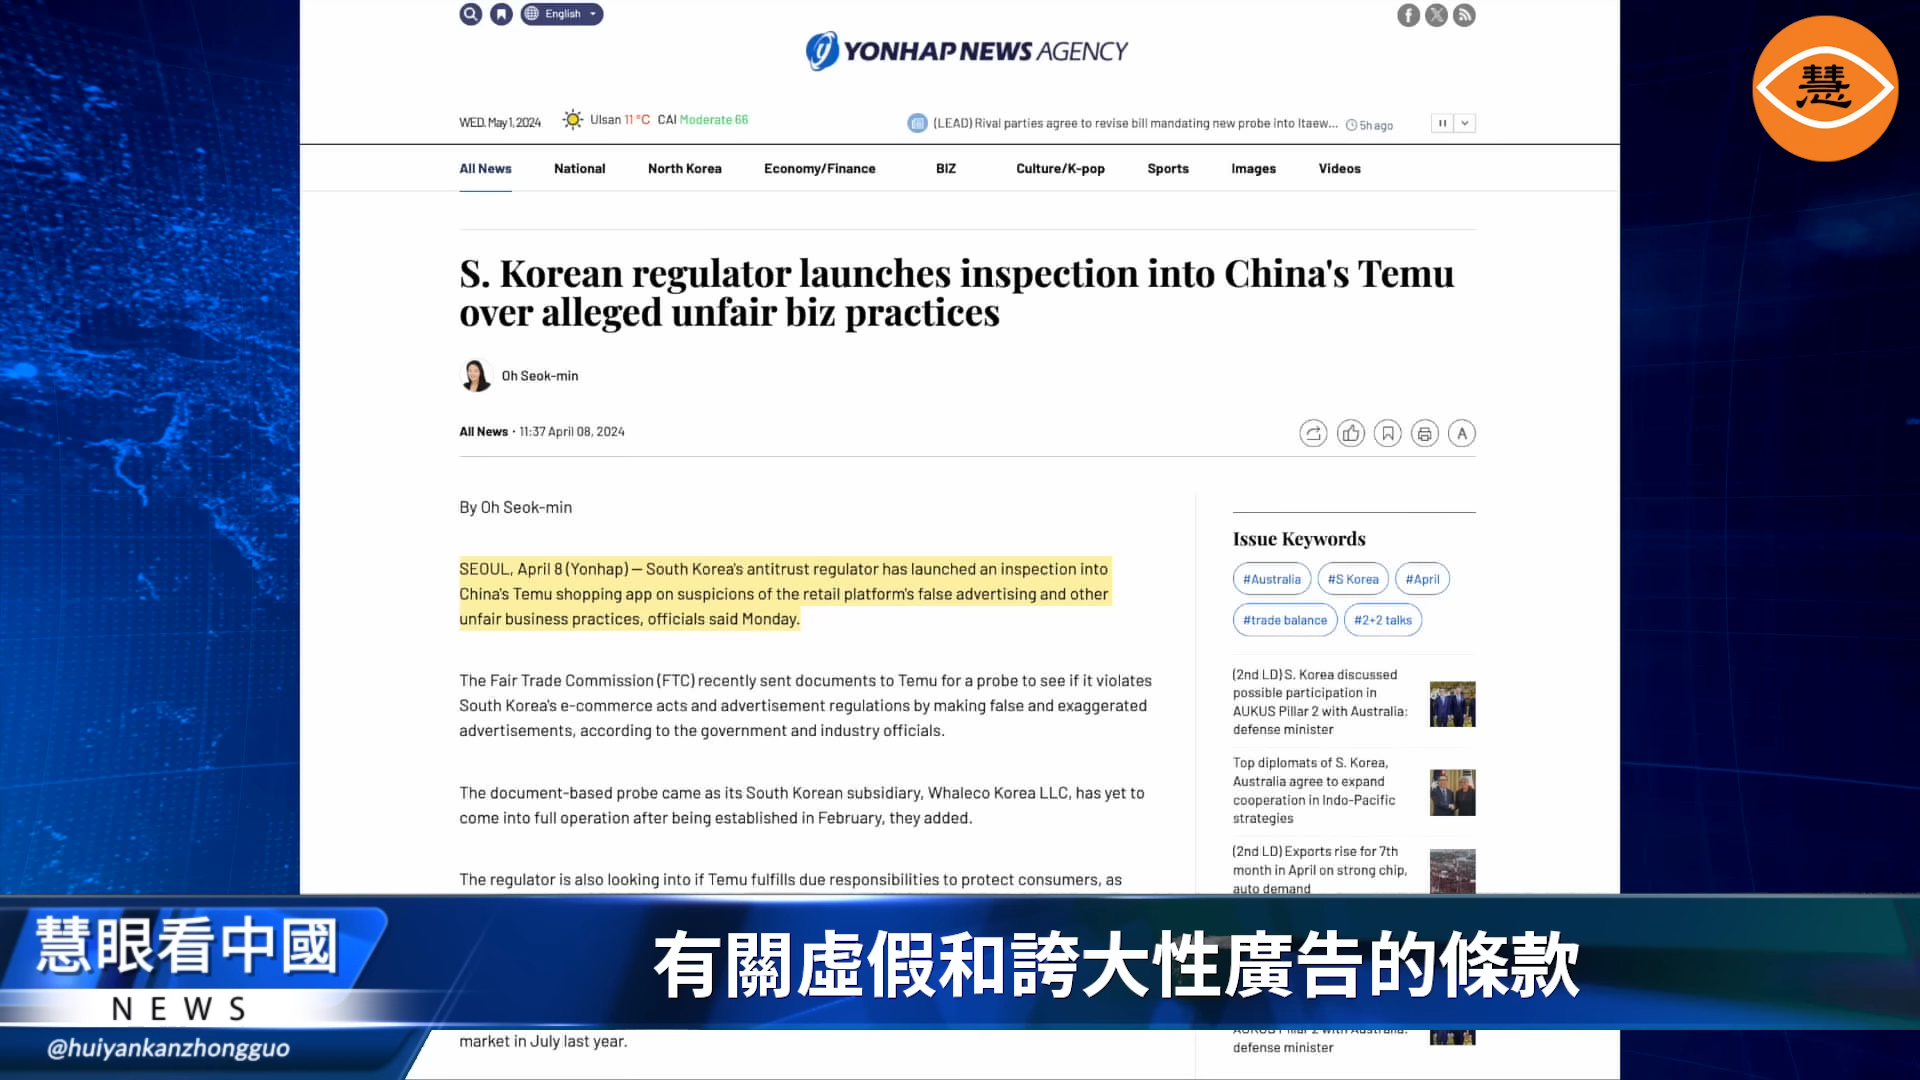 English
YONHAP NEWS AGENCY
慧
WED. May 1, 2024
Ulsan 11 °C CAI Moderate 66
(LEAD) Rival parties agree to revise bill mandating new probe into Itaew... 5h ago
All News National North Korea Economy/Finance BIZ Culture/K-pop Sports Images Videos
S. Korean regulator launches inspection into China's Temu
over alleged unfair biz practices
Oh Seok-min
All News · 11:37 April 08, 2024
A
By Oh Seok-min
SEOUL, April 8 (Yonhap) — South Korea's antitrust regulator has launched an inspection into
China's Temu shopping app on suspicions of the retail platform's false advertising and other
unfair business practices, officials said Monday.
The Fair Trade Commission (FTC) recently sent documents to Temu for a probe to see if it violates
South Korea's e-commerce acts and advertisement regulations by making false and exaggerated
advertisements, according to the government and industry officials.
The document-based probe came as its South Korean subsidiary, Whaleco Korea LLC, has yet to
come into full operation after being established in February, they added.
The regulator is also looking into if Temu fulfills due responsibilities to protect consumers, as
market in July last year.
Issue Keywords
#Australia #S Korea #April
#trade balance #2+2 talks
(2nd LD) S. Korea discussed
possible participation in
AUKUS Pillar 2 with Australia:
defense minister
Top diplomats of S. Korea,
Australia agree to expand
cooperation in Indo-Pacific
strategies
(2nd LD) Exports rise for 7th
month in April on strong chip,
auto demand
AUKUS Pillar 2 with Australia:
defense minister
慧眼看中國
NEWS
@huiyankanzhongguo
有關虛假和誇大性廣告的條款